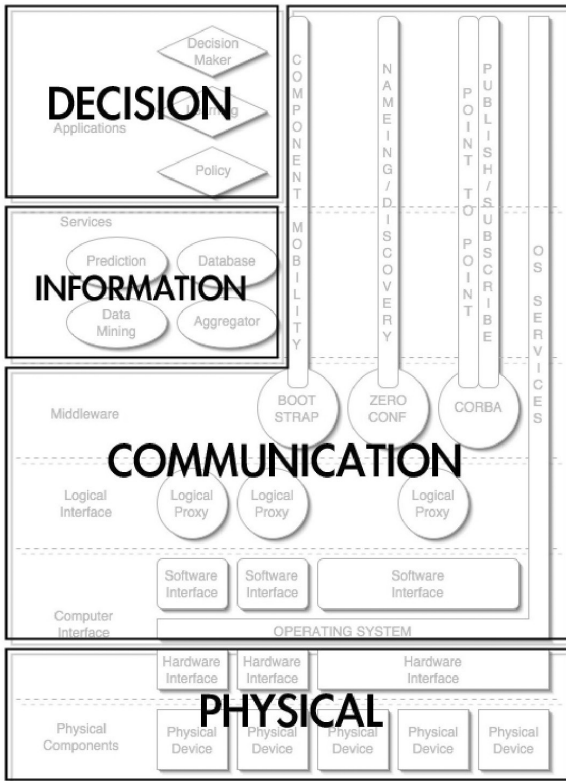 Decision
Maker
DECISION
Applications
Policy
COMPONENT MOBILITY
NAMEING/DISCOVERY
POINT TO POINT
PUBLISH/SUBSCRIBE
OS SERVICES
Services
Prediction
Database
INFORMATION
Data
Mining
Aggregator
Middleware
BOOT
STRAP
ZERO
CONF
CORBA
COMMUNICATION
Logical
Interface
Logical
Proxy
Logical
Proxy
Logical
Proxy
Software
Interface
Software
Interface
Software
Interface
Computer
Interface
OPERATING SYSTEM
Hardware
Interface
Hardware
Interface
Hardware
Interface
PHYSICAL
Physical
Components
Physical
Device
Physical
Device
Physical
Device
Physical
Device
Physical
Device